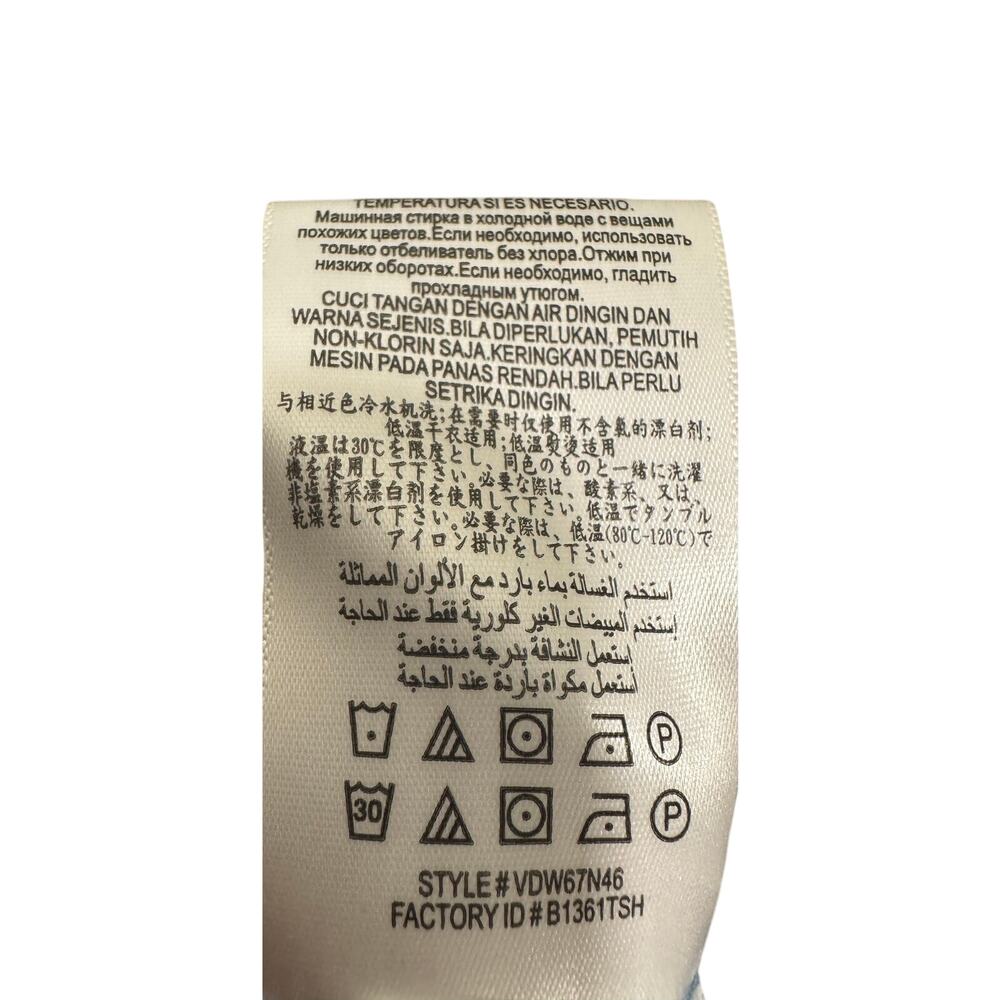 TEMPERATURA SI ES NECESARIO.
Машинная стирка в холодной воде с вещами
похожих цветов.Если необходимо, использовать
только отбеливатель без хлора.Отжим при
низких оборотах.Если необходимо, гладить
прохладным утюгом.
CUCI TANGAN DENGAN AIR DINGIN DAN
WARNA SEJENIS.BILA DIPERLUKAN, PEMUTIH
NON-KLORIN SAJA.KERINGKAN DENGAN
MESIN PADA PANAS RENDAH.BILA PERLU
SETRIKA DINGIN.
与相近色冷水机洗;在需要时仅使用不含氯的漂白剂;
低温干衣适用;低温熨烫适用
液温は30℃を限度とし、同色のものと一緒に洗濯
機を使用して下さい。必要な際は、酸素系、又は、
非塩素系漂白剤を使用して下さい。低温でタンブル
乾燥をして下さい。必要な際は、低温(80℃-120℃)で
アイロン掛けをして下さい。
استخدم الغسالة بماء بارد مع الألوان المماثلة
إستخدم المبيضات الغير كلورية فقط عند الحاجة
إستعمل النشافة بدرجة منخفضة
إستعمل مكواة باردة عند الحاجة
P
30 P
STYLE # VDW67N46
FACTORY ID # B1361TSH